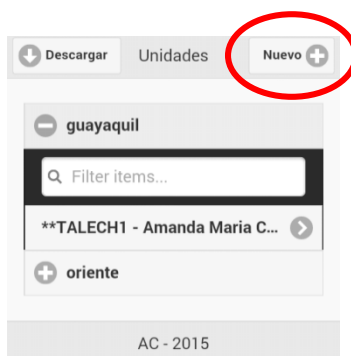 Descargar Unidades Nuevo
guayaquil
Filter items...
**TALECH1 - Amanda Maria C...
oriente
AC - 2015